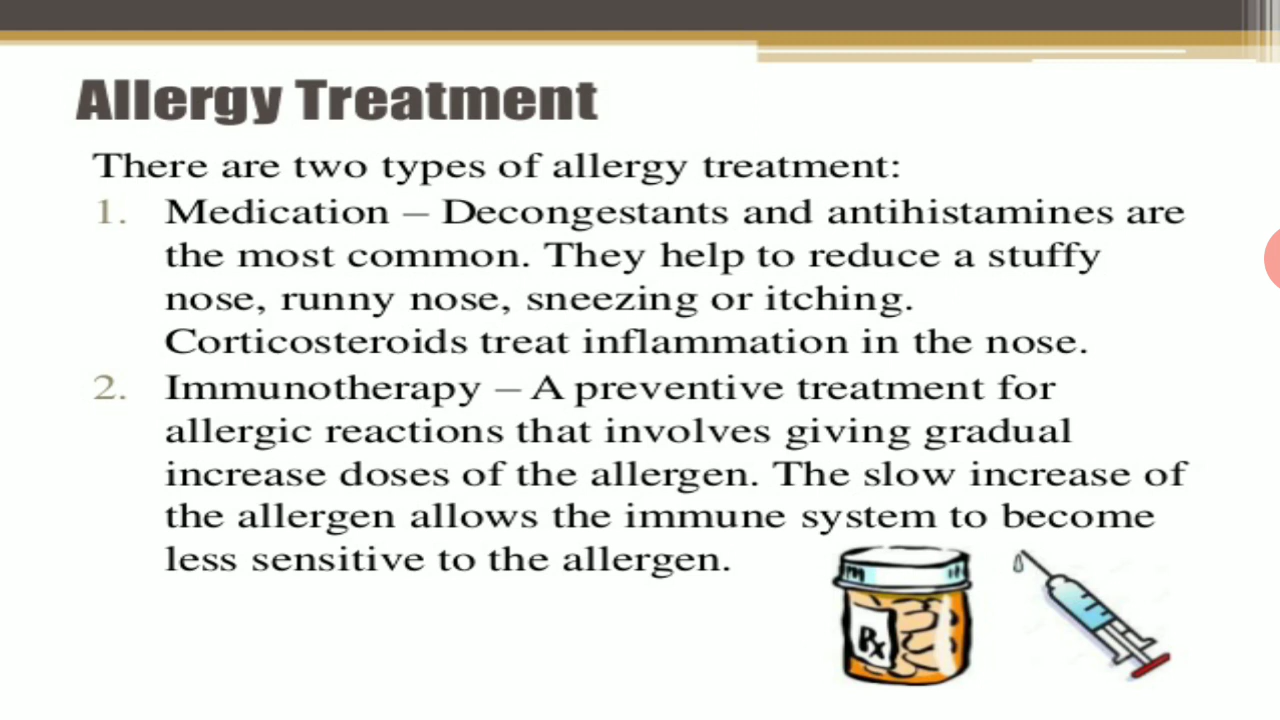 Allergy Treatment
There are two types of allergy treatment:
1. Medication – Decongestants and antihistamines are
the most common. They help to reduce a stuffy
nose, runny nose, sneezing or itching.
Corticosteroids treat inflammation in the nose.
2. Immunotherapy – A preventive treatment for
allergic reactions that involves giving gradual
increase doses of the allergen. The slow increase of
the allergen allows the immune system to become
less sensitive to the allergen.
Rx